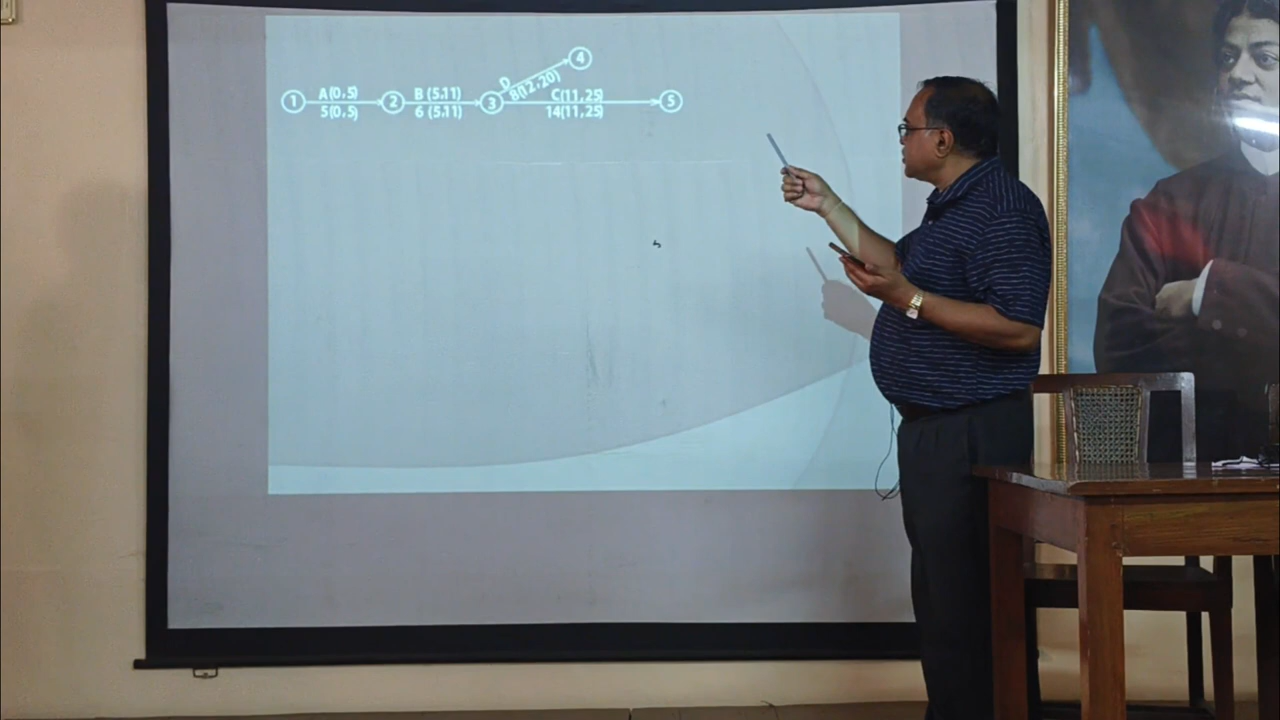 4
D
8(12,20)
1 A(0,5) 2 B (5,11) 3 C(11,25) 5
5(0,5) 6 (5,11) 14(11,25)